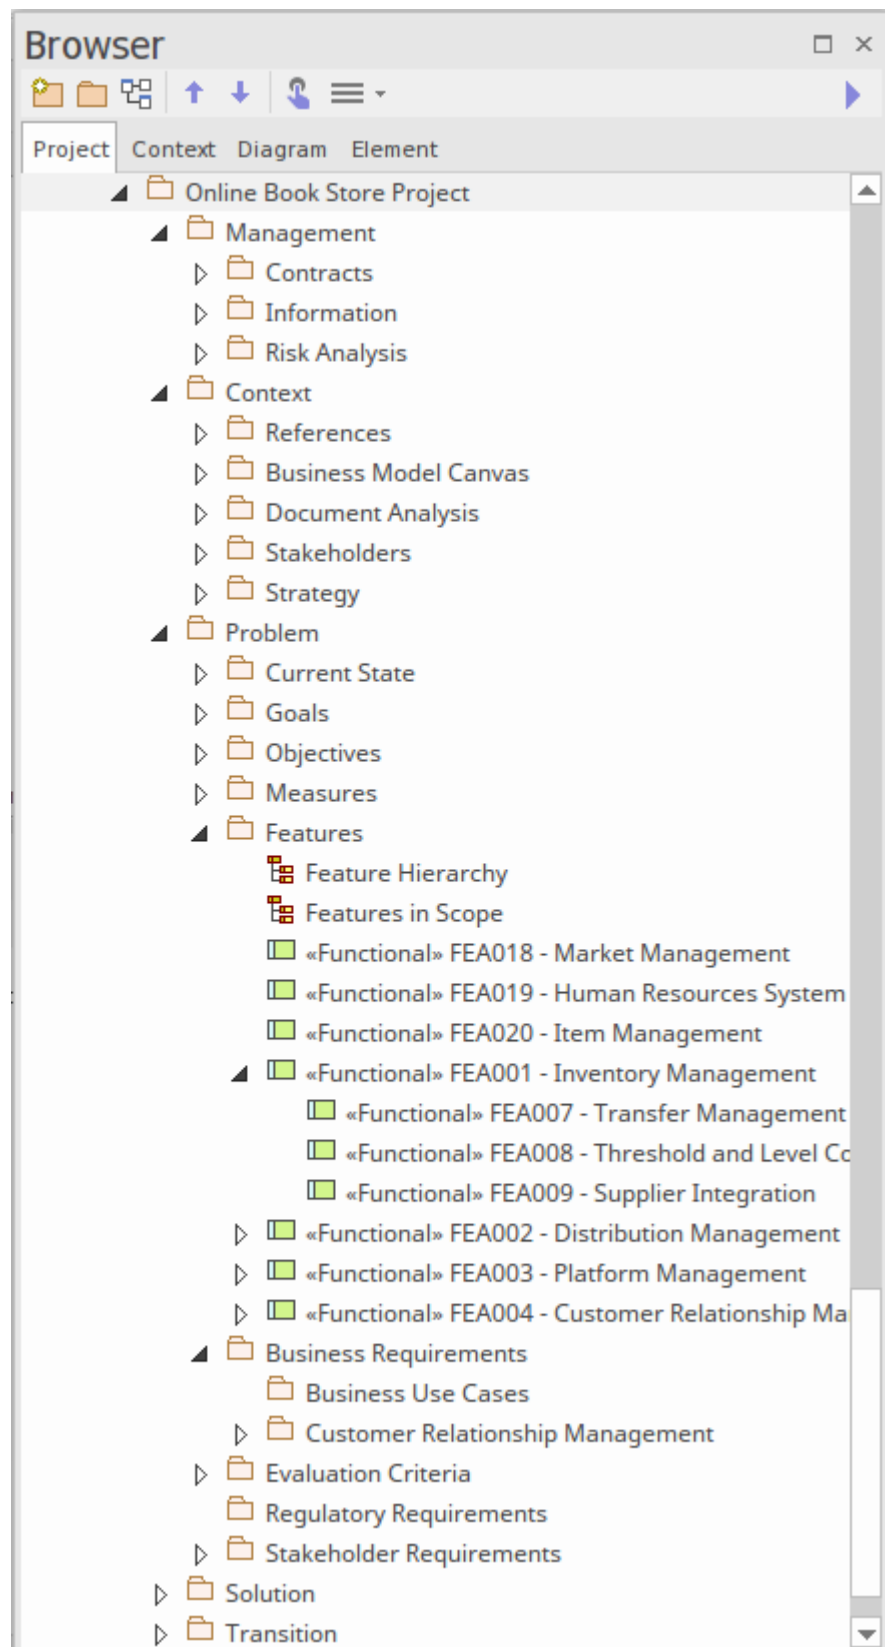 Browser
Project Context Diagram Element
Online Book Store Project
Management
Contracts
Information
Risk Analysis
Context
References
Business Model Canvas
Document Analysis
Stakeholders
Strategy
Problem
Current State
Goals
Objectives
Measures
Features
Feature Hierarchy
Features in Scope
«Functional» FEA018 - Market Management
«Functional» FEA019 - Human Resources System
«Functional» FEA020 - Item Management
«Functional» FEA001 - Inventory Management
«Functional» FEA007 - Transfer Management
«Functional» FEA008 - Threshold and Level Co
«Functional» FEA009 - Supplier Integration
«Functional» FEA002 - Distribution Management
«Functional» FEA003 - Platform Management
«Functional» FEA004 - Customer Relationship Ma
Business Requirements
Business Use Cases
Customer Relationship Management
Evaluation Criteria
Regulatory Requirements
Stakeholder Requirements
Solution
Transition